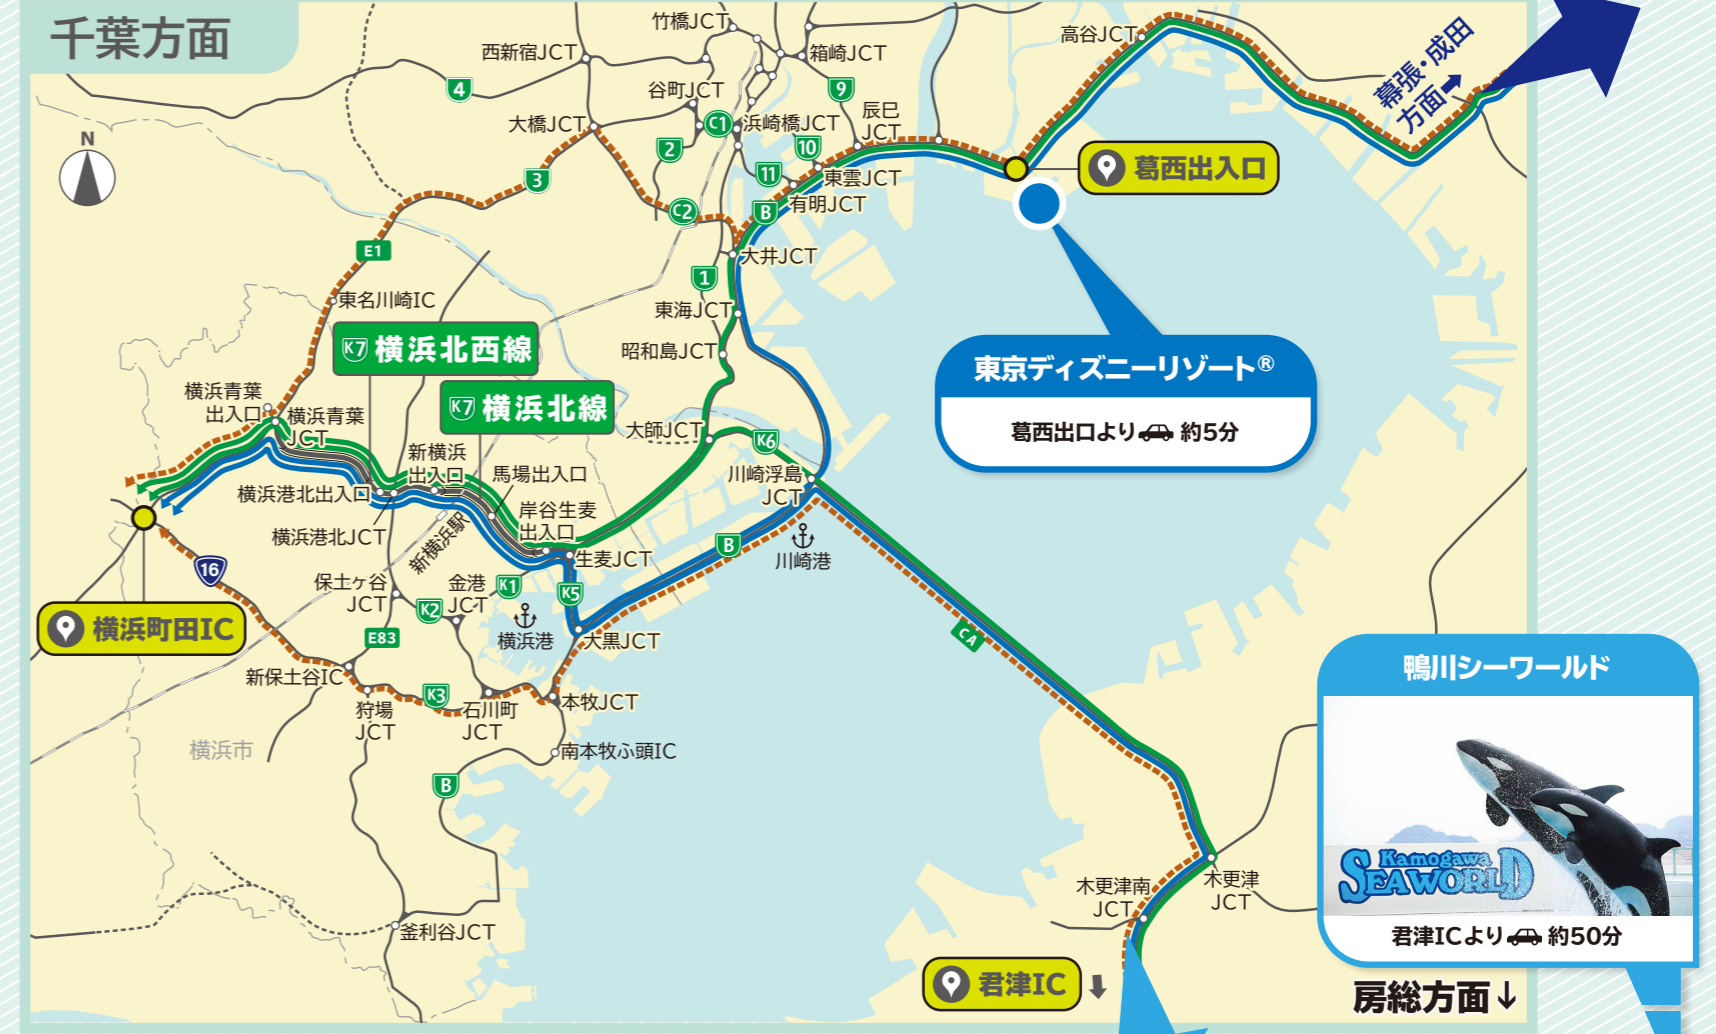 千葉方面
N
竹橋JCT
西新宿JCT
箱崎JCT
高谷JCT
幕張・成田
方面➡
4
谷町JCT
9
大橋JCT
C1
浜崎橋JCT
辰巳
JCT
2
10
3
11
東雲JCT
葛西出入口
C2
B
有明JCT
E1
大井JCT
1
東名川崎IC
東海JCT
K7 横浜北西線
昭和島JCT
東京ディズニーリゾート®
葛西出口より 約5分
横浜青葉
出入口
横浜青葉
JCT
K7 横浜北線
大師JCT
K6
新横浜
出入口
馬場出入口
川崎浮島
JCT
横浜港北出入口
岸谷生麦
出入口
横浜港北JCT
新横浜駅
B
川崎港
生麦JCT
16
保土ヶ谷
JCT
金港
JCT
K1
K2
K5
横浜町田IC
E83
横浜港
大黒JCT
CA
新保土谷IC
K3
狩場
JCT
石川町
JCT
本牧JCT
横浜市
南本牧ふ頭IC
B
鴨川シーワールド
Kamogawa
SEAWORLD
君津ICより 約50分
木更津南
JCT
木更津
JCT
釜利谷JCT
君津IC
房総方面↓